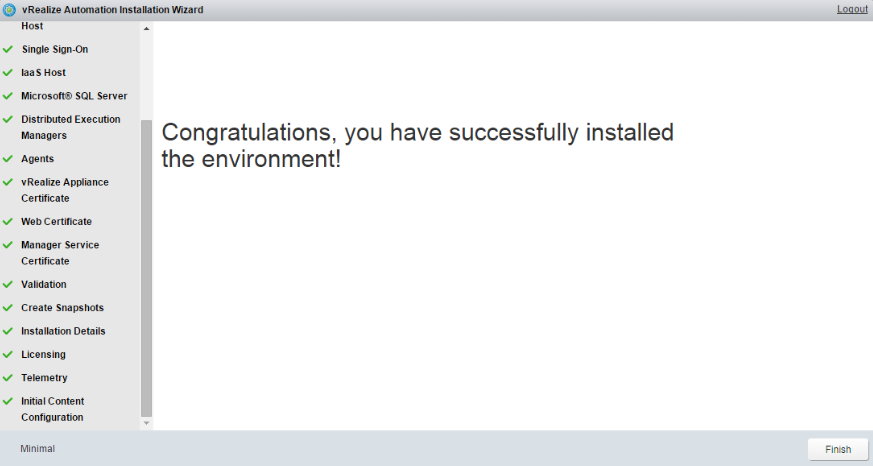 vRealize Automation Installation Wizard
Logout
Host
Single Sign-On
IaaS Host
Microsoft® SQL Server
Distributed Execution
Managers
Agents
vRealize Appliance
Certificate
Web Certificate
Manager Service
Certificate
Validation
Create Snapshots
Installation Details
Licensing
Telemetry
Initial Content
Configuration
Congratulations, you have successfully installed
the environment!
Minimal
Finish